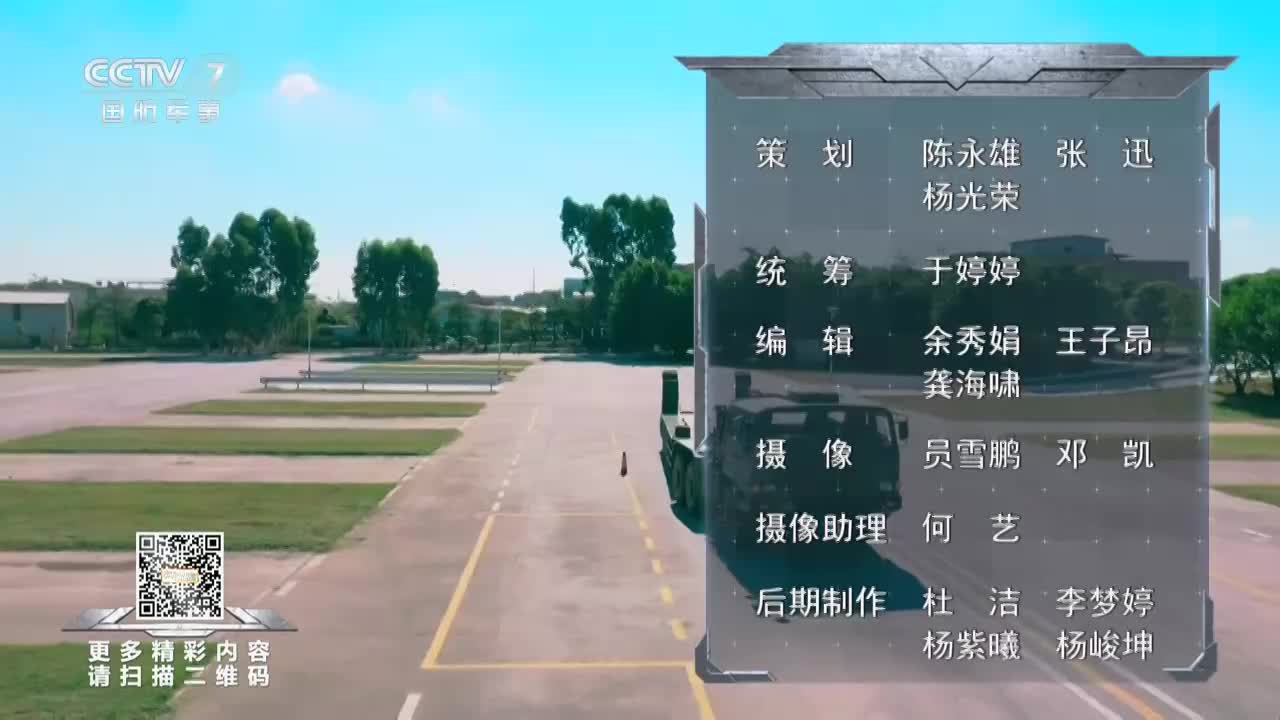 CCTV 7
国防军事
策 划 陈永雄 张 迅
杨光荣
统 筹 于婷婷
编 辑 余秀娟 王子昂
龚海啸
摄 像 员雪鹏 邓 凯
摄像助理 何 艺
后期制作 杜 洁 李梦婷
杨紫曦 杨峻坤
更多精彩内容
请扫描二维码